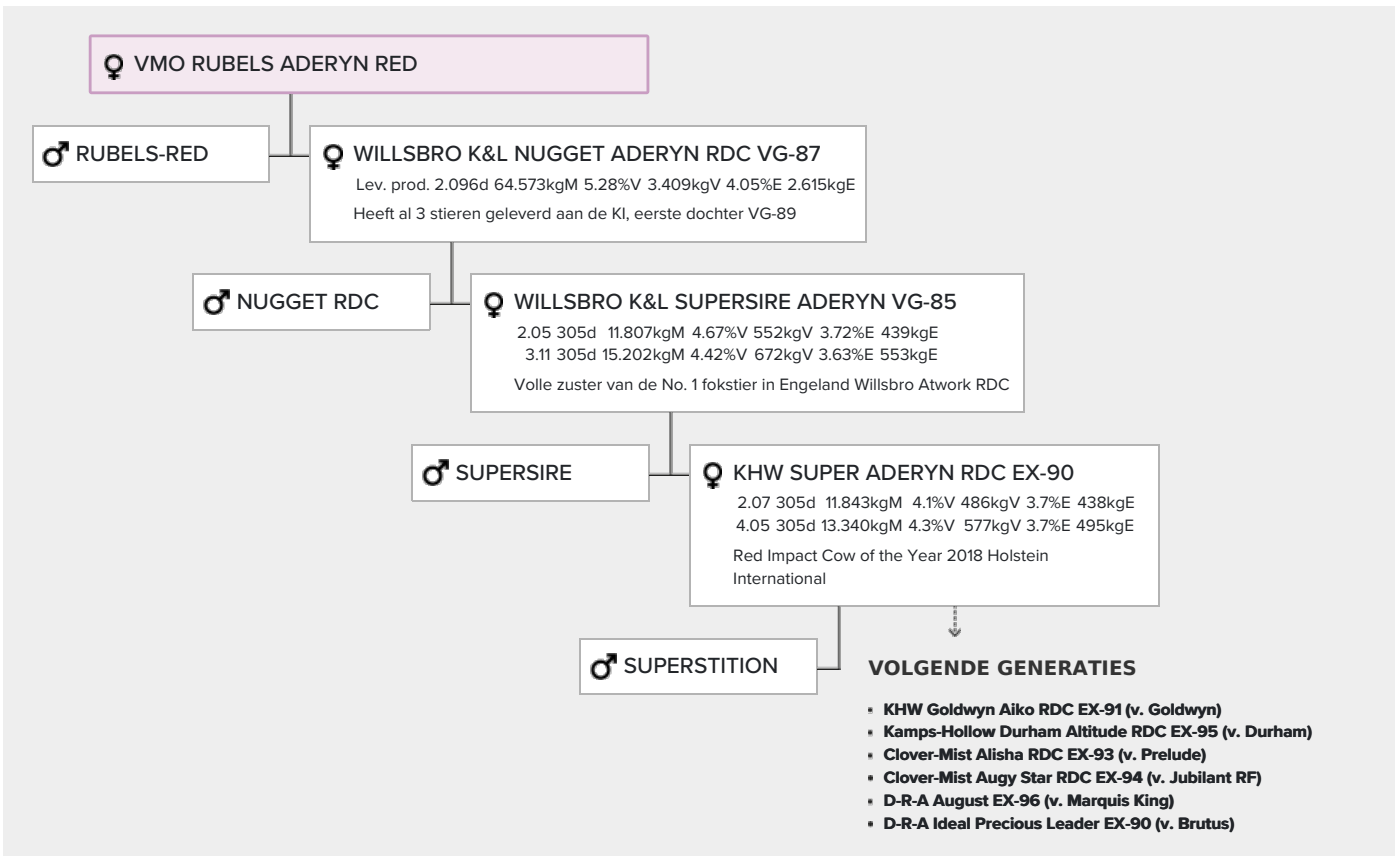 VMO RUBELS ADERYN RED
RUBELS-RED
WILLSBRO K&L NUGGET ADERYN RDC VG-87
Lev. prod. 2.096d 64.573kgM 5.28%V 3.409kgV 4.05%E 2.615kgE
Heeft al 3 stieren geleverd aan de KI, eerste dochter VG-89
NUGGET RDC
WILLSBRO K&L SUPERSIRE ADERYN VG-85
2.05 305d 11.807kgM 4.67%V 552kgV 3.72%E 439kgE
3.11 305d 15.202kgM 4.42%V 672kgV 3.63%E 553kgE
Volle zuster van de No. 1 fokstier in Engeland Willsbro Atwork RDC
SUPERSIRE
KHW SUPER ADERYN RDC EX-90
2.07 305d 11.843kgM 4.1%V 486kgV 3.7%E 438kgE
4.05 305d 13.340kgM 4.3%V 577kgV 3.7%E 495kgE
Red Impact Cow of the Year 2018 Holstein
International
SUPERSTITION
VOLGENDE GENERATIES
▪ KHW Goldwyn Aiko RDC EX-91 (v. Goldwyn)
▪ Kamps-Hollow Durham Altitude RDC EX-95 (v. Durham)
▪ Clover-Mist Alisha RDC EX-93 (v. Prelude)
▪ Clover-Mist Augy Star RDC EX-94 (v. Jubilant RF)
▪ D-R-A August EX-96 (v. Marquis King)
▪ D-R-A Ideal Precious Leader EX-90 (v. Brutus)